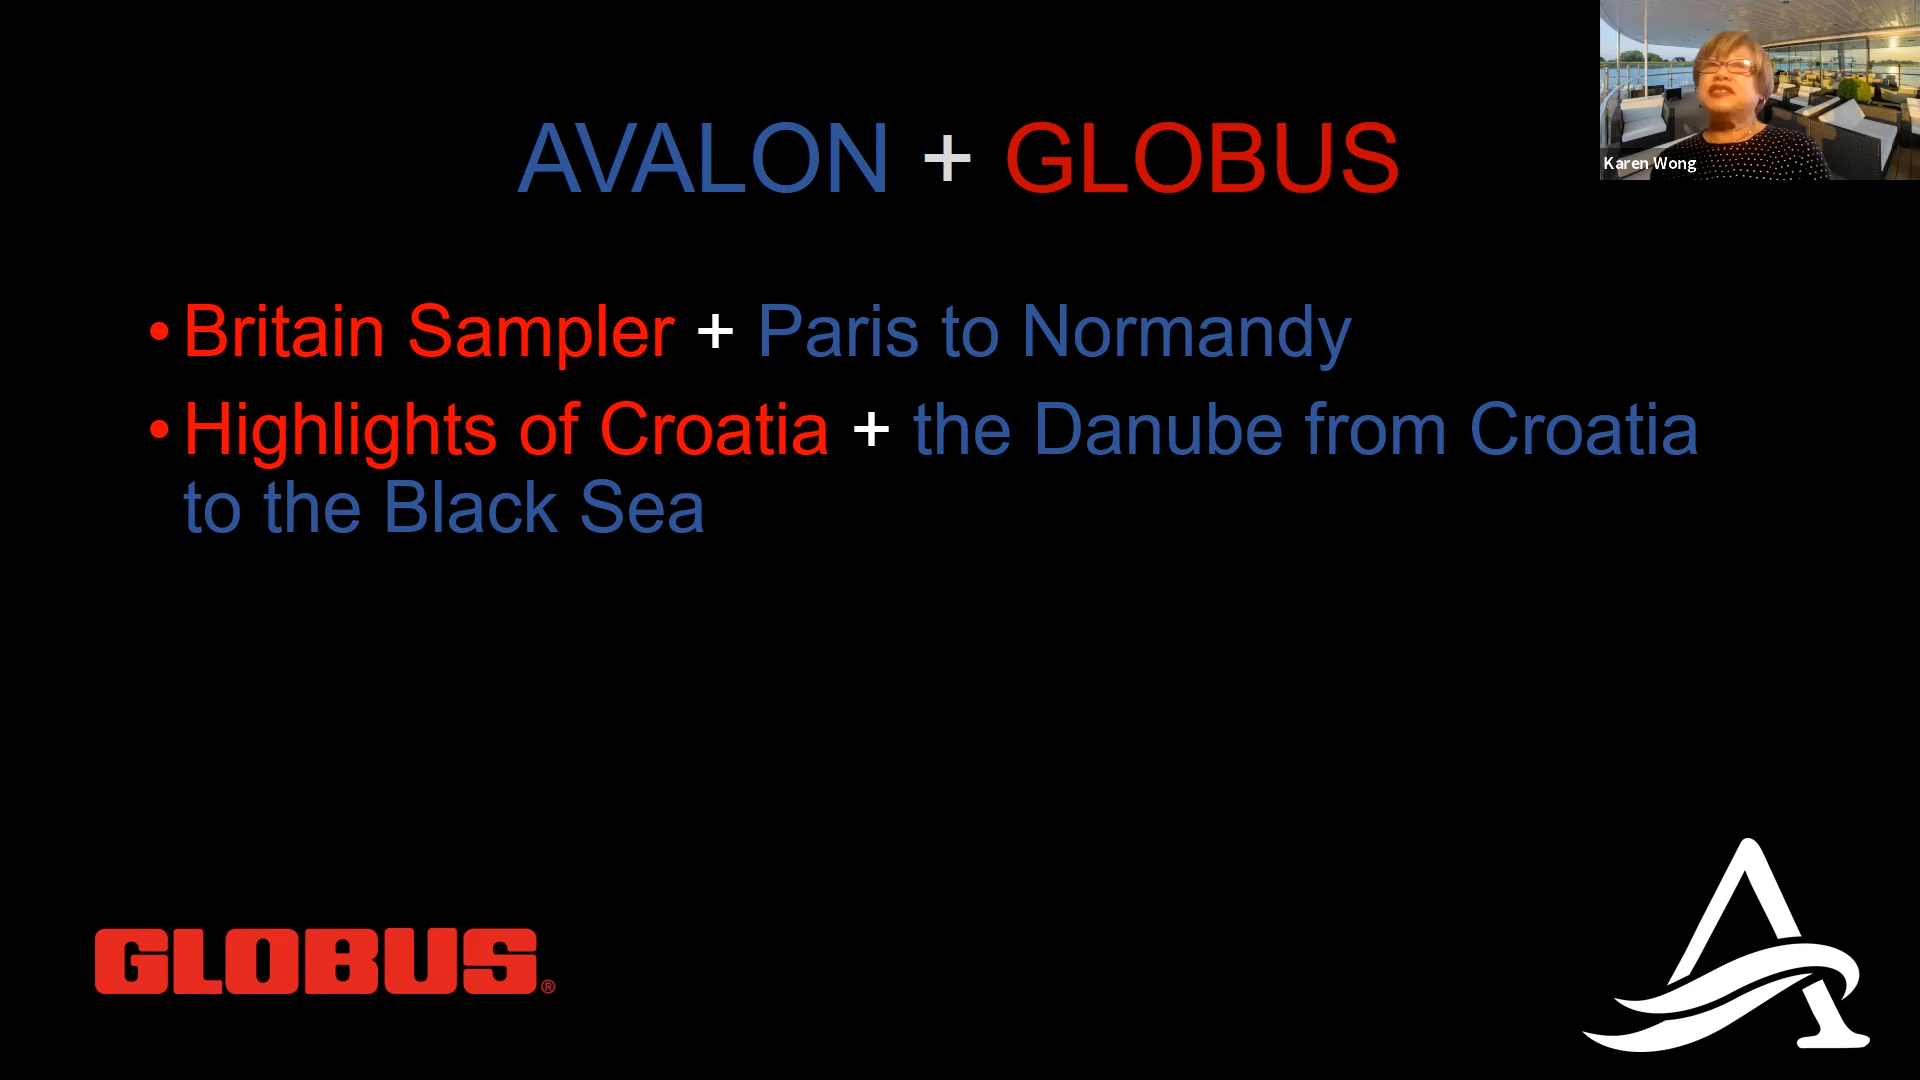 AVALON + GLOBUS
Karen Wong
• Britain Sampler + Paris to Normandy
• Highlights of Croatia + the Danube from Croatia
to the Black Sea
GLOBUS®
A